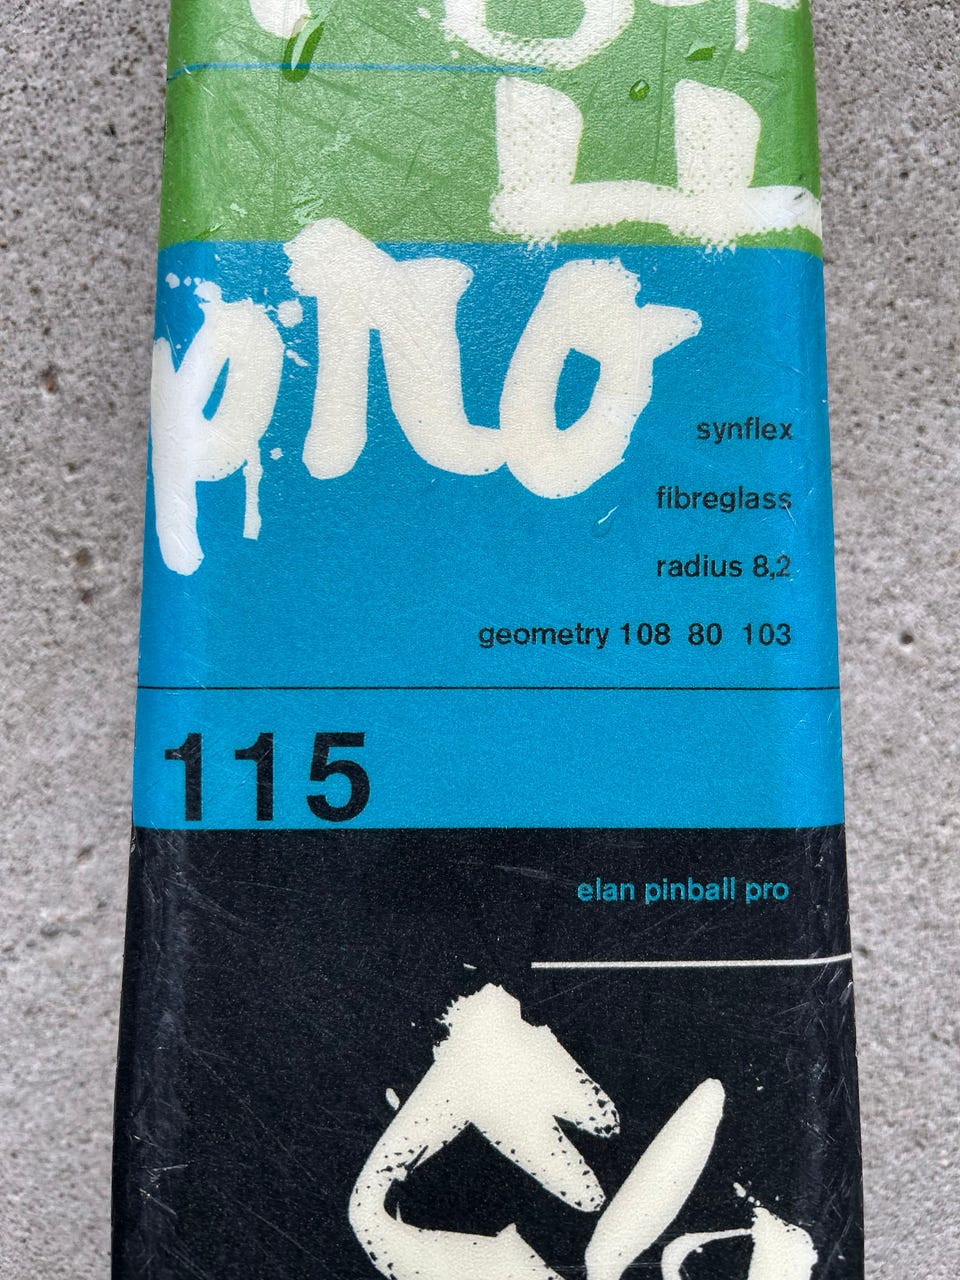 pro
synflex
fibreglass
radius 8,2
geometry 108 80 103
115
elan pinball pro